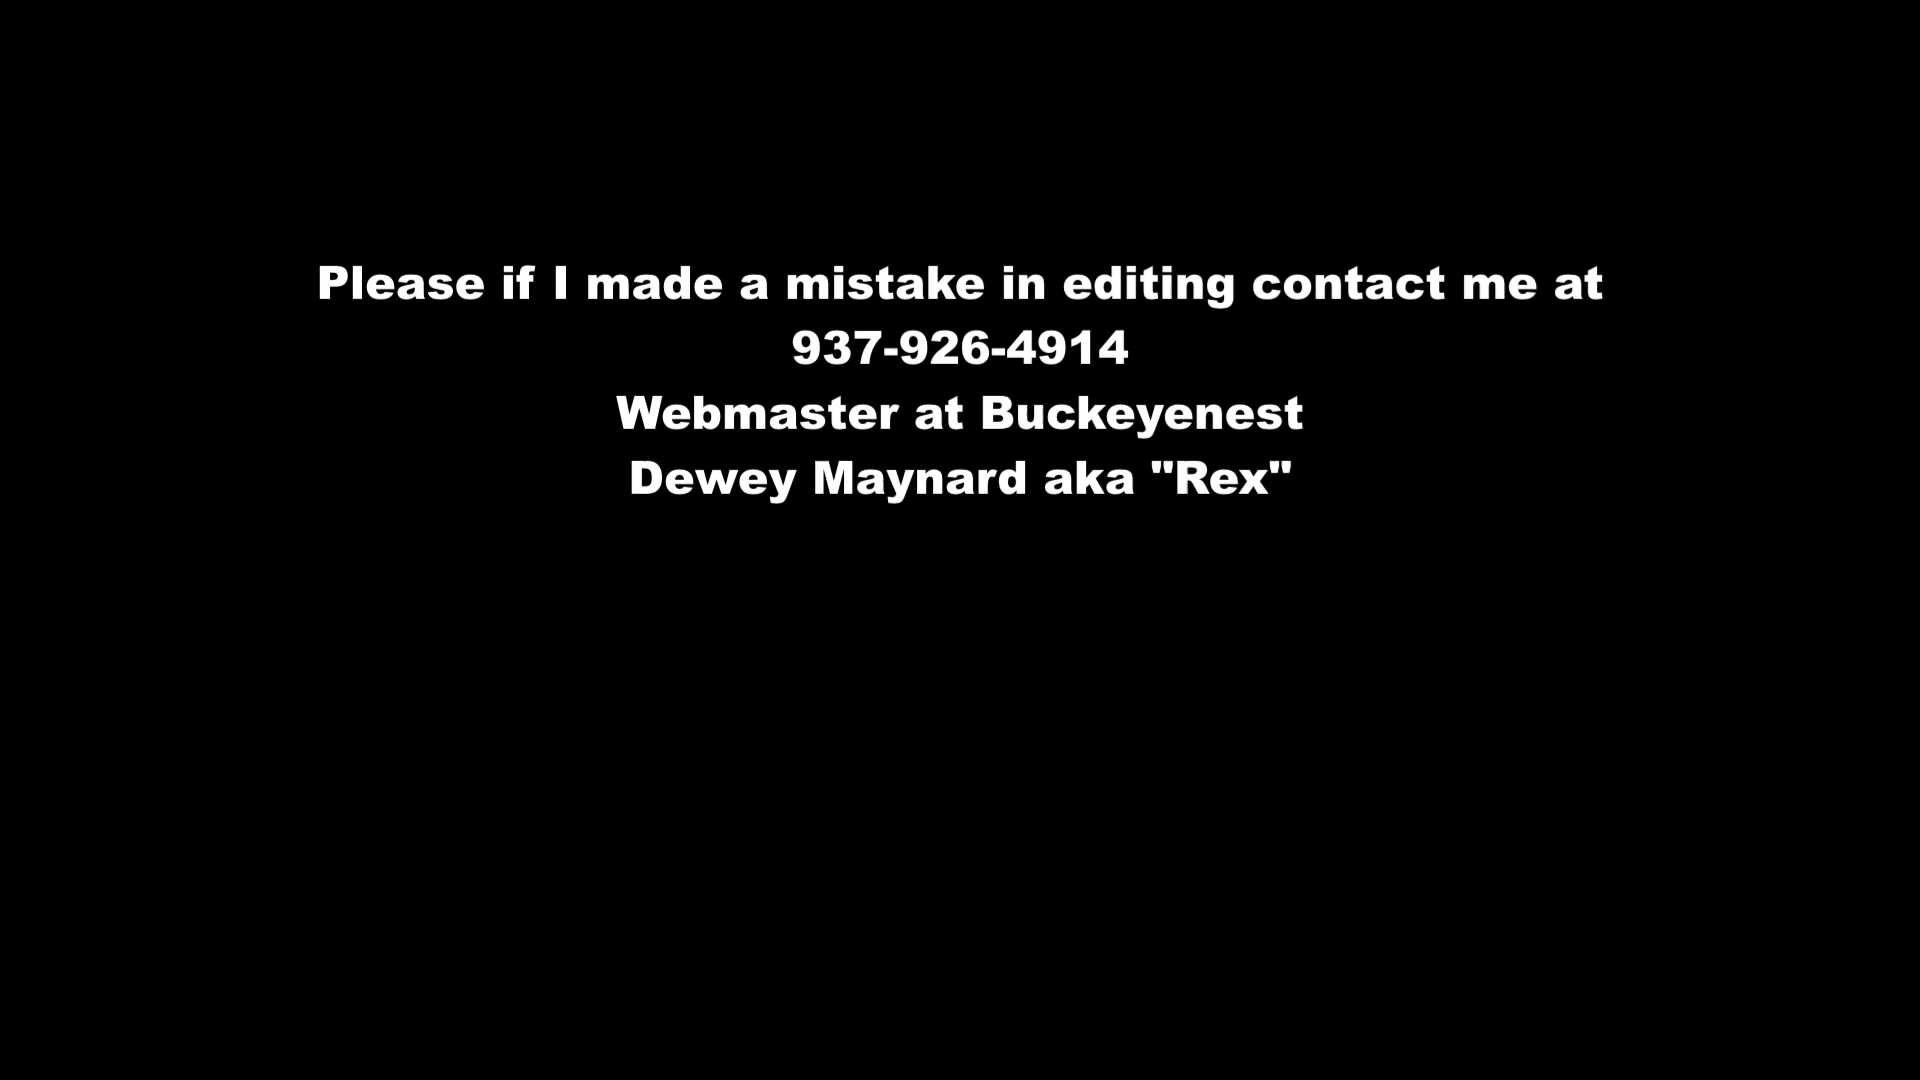 Please if I made a mistake in editing contact me at
937-926-4914
Webmaster at Buckeyenest
Dewey Maynard aka "Rex"